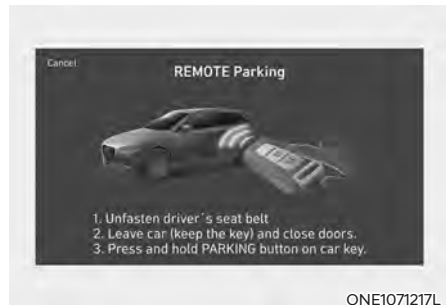 Cancel
REMOTE Parking
1. Unfasten driver´s seat belt
2. Leave car (keep the key) and close doors.
3. Press and hold PARKING button on car key.
ONE1071217L